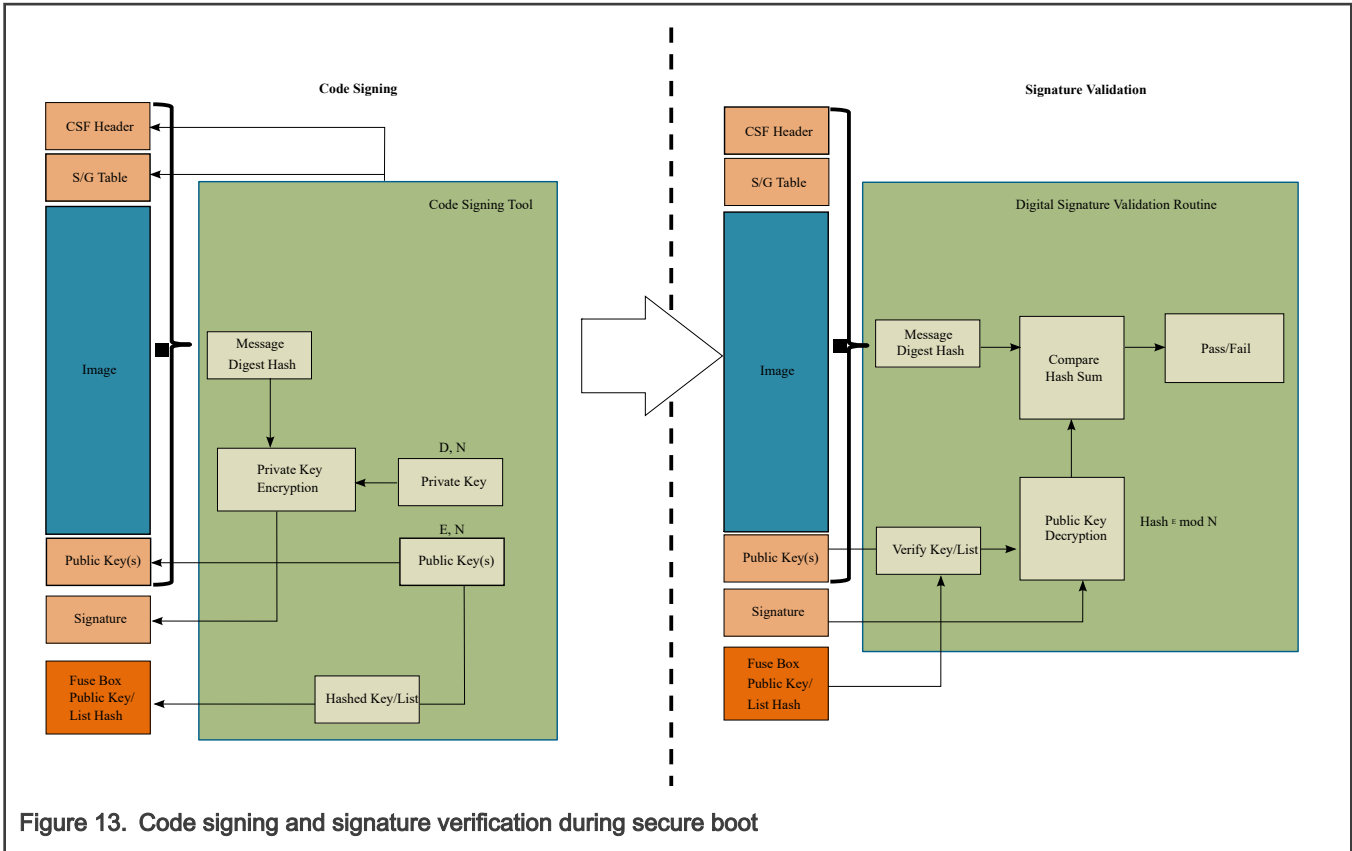 Code Signing
CSF Header
S/G Table
Code Signing Tool
Image
Message
Digest Hash
Private Key
Encryption
D, N
Private Key
E, N
Public Key(s)
Public Key(s)
Signature
Fuse Box
Public Key/
List Hash
Hashed Key/List
Signature Validation
CSF Header
S/G Table
Digital Signature Validation Routine
Image
Message
Digest Hash
Compare
Hash Sum
Pass/Fail
Public Key
Decryption
Hash E mod N
Verify Key/List
Public Key(s)
Signature
Fuse Box
Public Key/
List Hash
Figure 13. Code signing and signature verification during secure boot